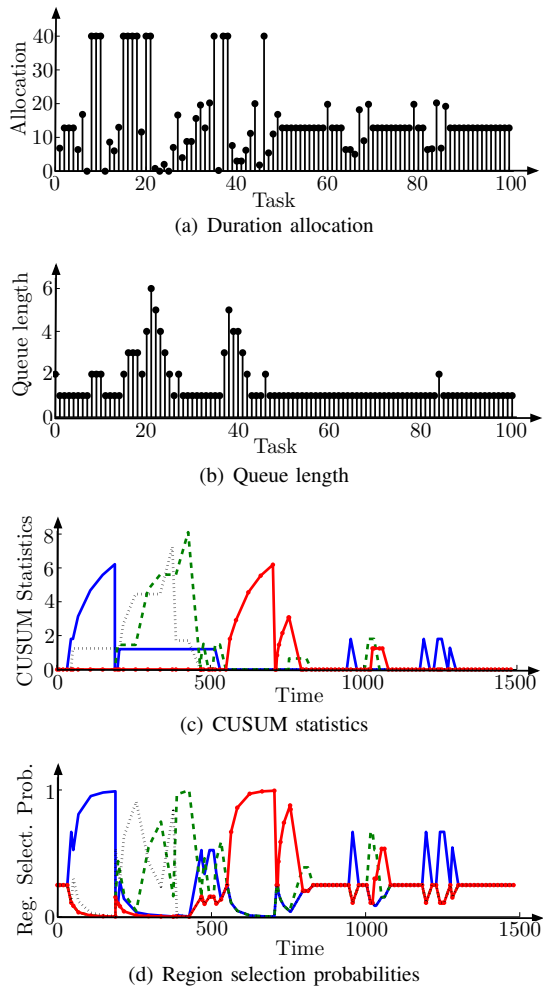 Allocation
40
30
20
10
0
0 20 40 60 80 100
Task
(a) Duration allocation
Queue length
6
4
2
0
0 20 40 60 80 100
Task
(b) Queue length
CUSUM Statistics
8
6
4
2
0
0 500 1000 1500
Time
(c) CUSUM statistics
Reg. Select. Prob.
1
0
0 500 1000 1500
Time
(d) Region selection probabilities